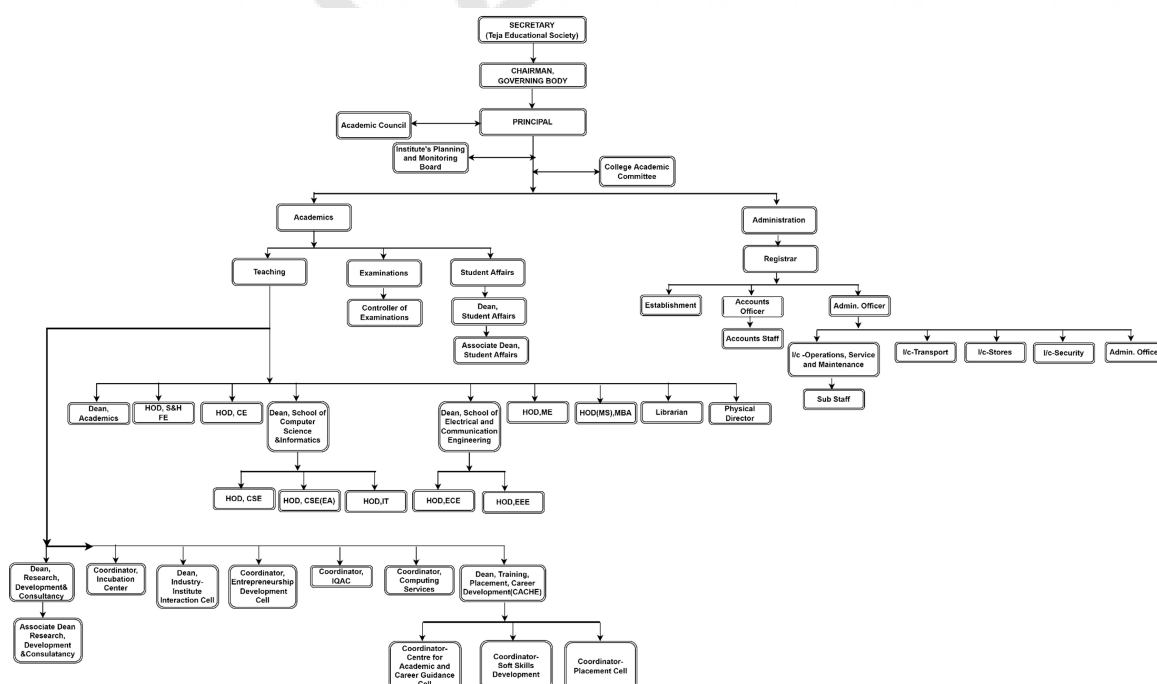 SECRETARY
(Teja Educational Society)
CHAIRMAN,
GOVERNING BODY
PRINCIPAL
Academic Council
Institute's Planning
and Monitoring
Board
College Academic
Committee
Academics
Administration
Teaching
Examinations
Student Affairs
Registrar
Controller of
Examinations
Dean,
Student Affairs
Associate Dean,
Student Affairs
Establishment
Accounts
Officer
Admin. Officer
Accounts Staff
I/c -Operations, Service
and Maintenance
I/c-Transport
I/c-Stores
I/c-Security
Admin. Office
Sub Staff
Dean,
Academics
HOD, S&H
FE
HOD, CE
Dean, School of
Computer
Science
&Informatics
Dean, School of
Electrical and
Communication
Engineering
HOD,ME
HOD(MS),MBA
Librarian
Physical
Director
HOD, CSE
HOD, CSE(EA)
HOD,IT
HOD,ECE
HOD,EEE
Dean,
Research,
Development&
Consultancy
Coordinator,
Incubation
Center
Dean,
Industry-
Institute
Interaction Cell
Coordinator,
Entrepreneurship
Development
Cell
Coordinator,
IQAC
Coordinator,
Computing
Services
Dean, Training,
Placement, Career
Development(CACHE)
Associate Dean
Research,
Development
&Consulatancy
Coordinator-
Centre for
Academic and
Career Guidance
Cell
Coordinator-
Soft Skills
Development
Coordinator-
Placement Cell